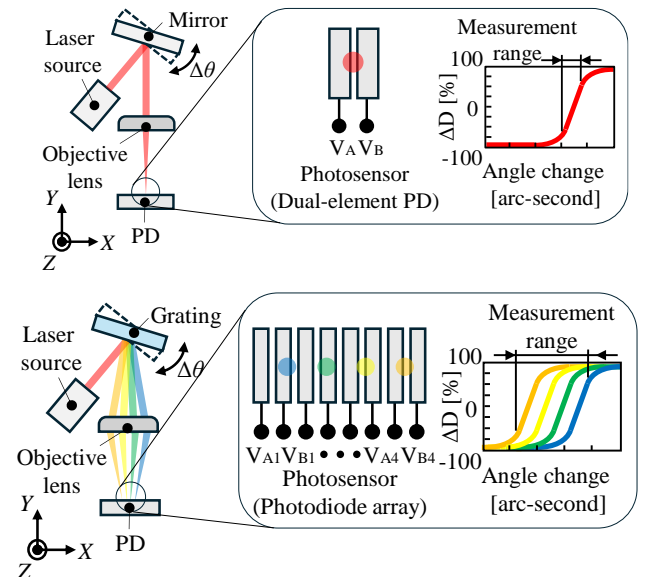 Mirror
Laser
source
Δθ
Objective
lens
PD
Y
X
Z
VA VB
Photosensor
(Dual-element PD)
Measurement
range
100
0
-100
ΔD [%]
Angle change
[arc-second]
Grating
Laser
source
Δθ
Objective
lens
PD
Y
X
Z
VA1 VB1 ••• VA4 VB4
Photosensor
(Photodiode array)
Measurement
range
100
0
-100
ΔD [%]
Angle change
[arc-second]